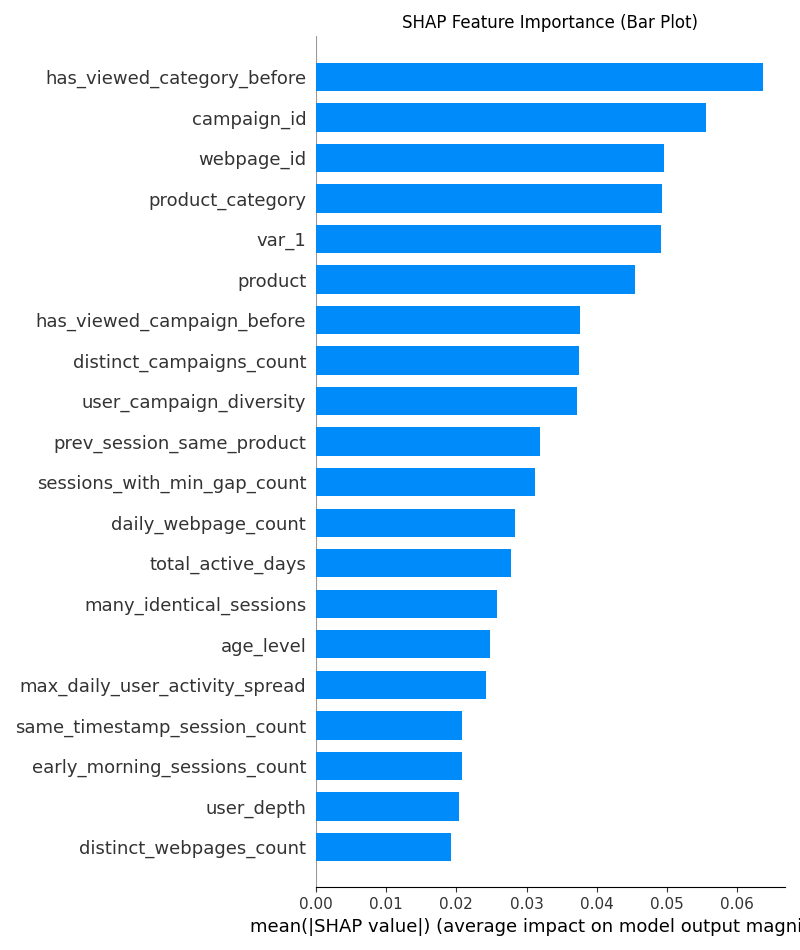 SHAP Feature Importance (Bar Plot)
has_viewed_category_before
campaign_id
webpage_id
product_category
var_1
product
has_viewed_campaign_before
distinct_campaigns_count
user_campaign_diversity
prev_session_same_product
sessions_with_min_gap_count
daily_webpage_count
total_active_days
many_identical_sessions
age_level
max_daily_user_activity_spread
same_timestamp_session_count
early_morning_sessions_count
user_depth
distinct_webpages_count
0.00 0.01 0.02 0.03 0.04 0.05 0.06
mean(|SHAP value|) (average impact on model output magni